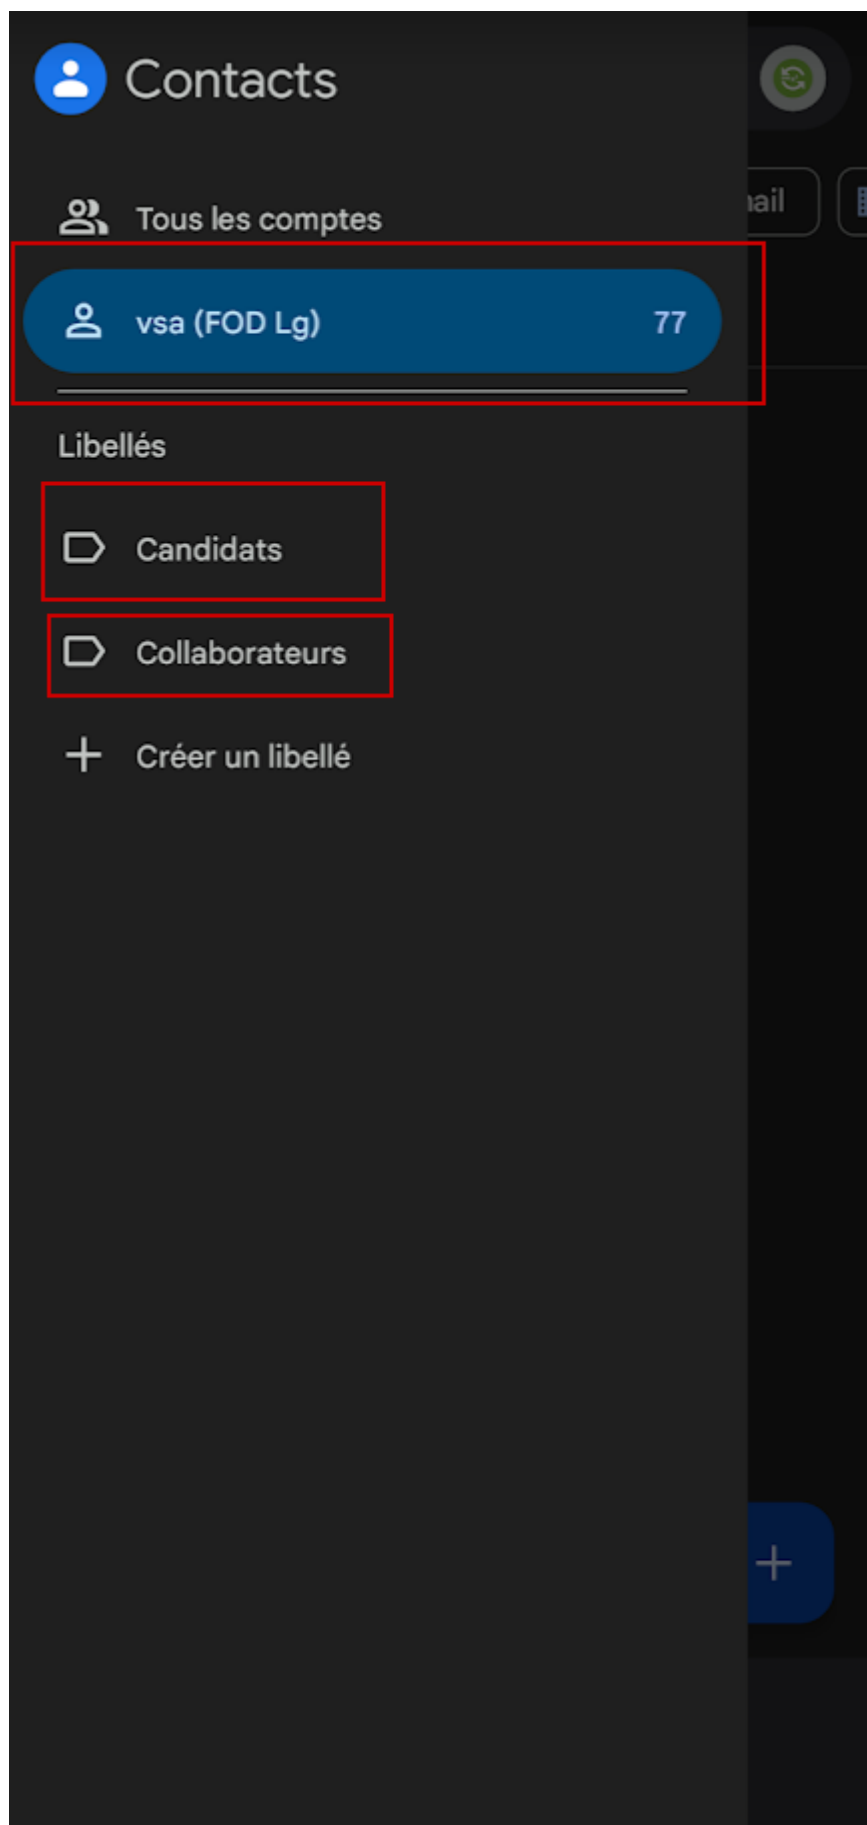 Contacts
Tous les comptes
vsa (FOD Lg) 77
Libellés
Candidats
Collaborateurs
Créer un libellé